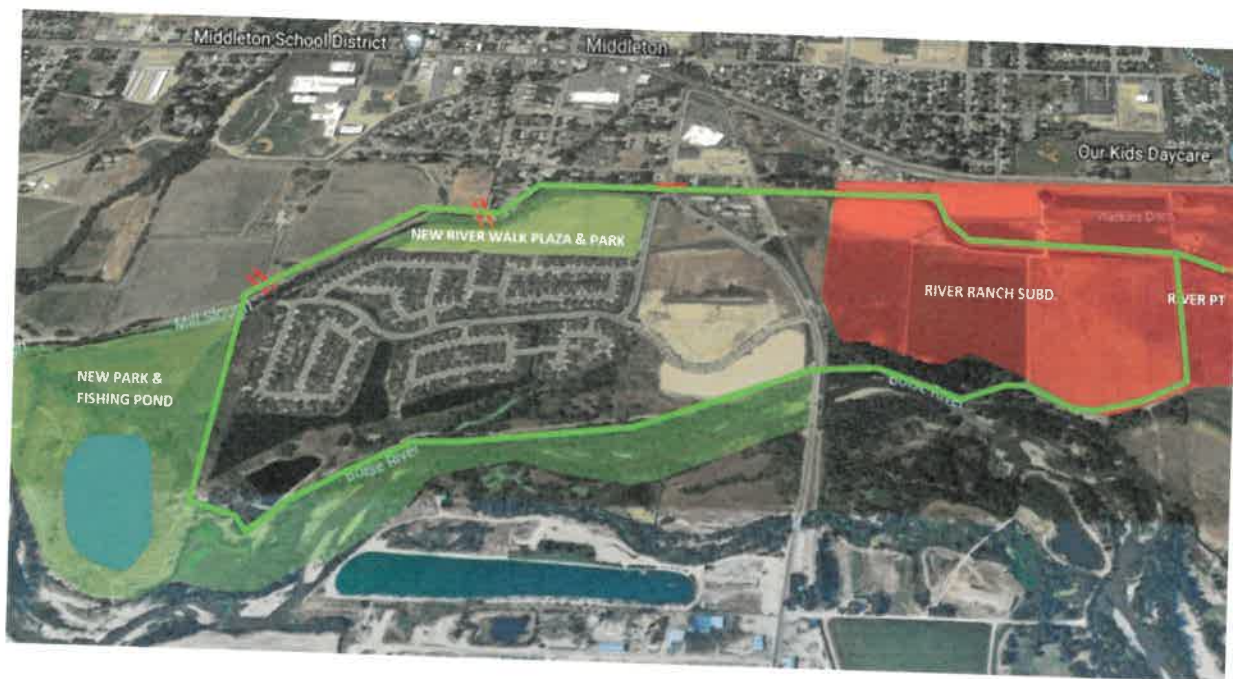 Middleton School District
Middleton
Our Kids Daycare
NEW RIVER WALK PLAZA & PARK
RIVER RANCH SUBD.
RIVER PT
Mill Slough
NEW PARK &
FISHING POND
Boise River
Boise River